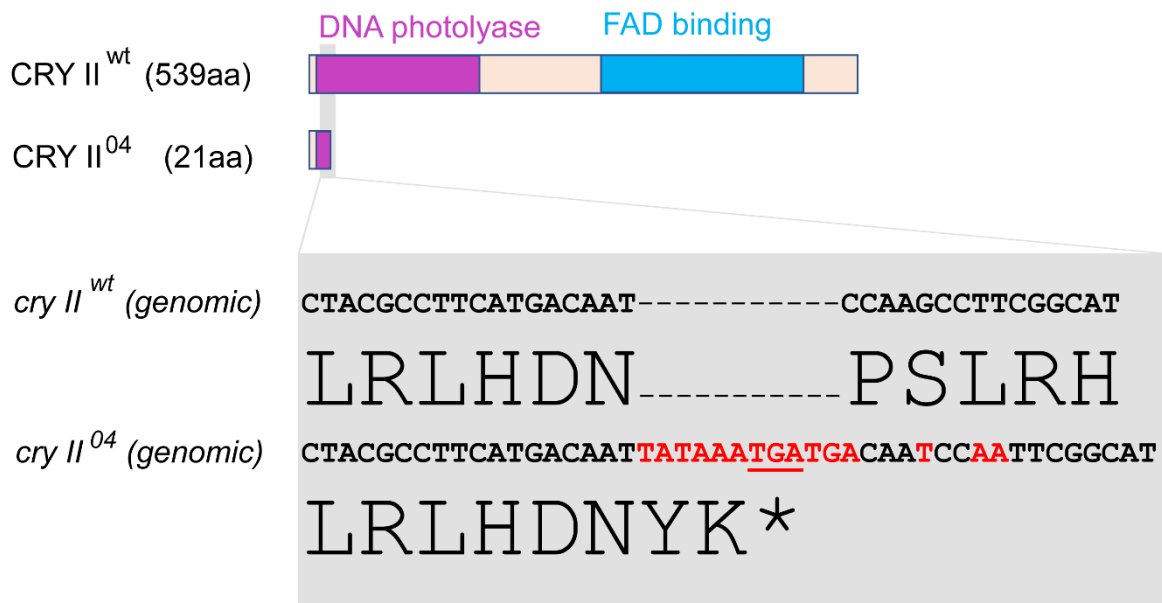 DNA photolyase FAD binding
CRY II wt (539aa)
CRY II 04 (21aa)
cry II wt (genomic) CTACGCCTTCATGACAAT-----------CCAAGCCTTCGGCAT
LRLHDN-----------PSLRH
cry II 04 (genomic) CTACGCCTTCATGACAATTATAAATGATGACAATCCAATTCGGCAT
LRLHDNYK*